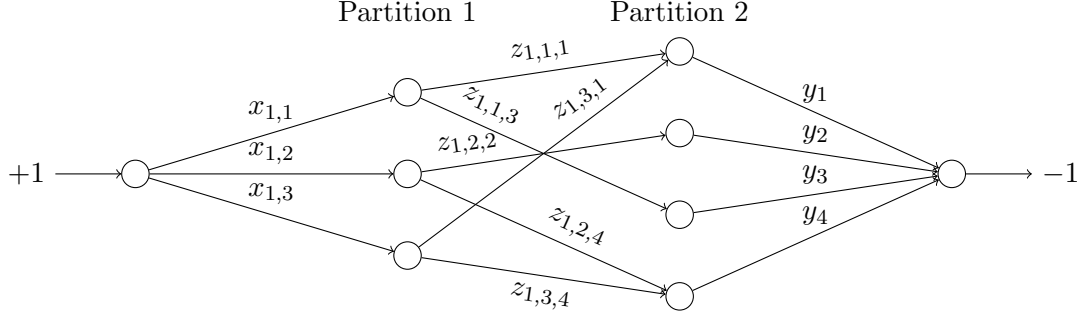 Partition 1
Partition 2
+1
$x_{1,1}$
$x_{1,2}$
$x_{1,3}$
$z_{1,1,1}$
$z_{1,1,3}$
$z_{1,3,1}$
$z_{1,2,2}$
$z_{1,2,4}$
$z_{1,3,4}$
$y_1$
$y_2$
$y_3$
$y_4$
−1